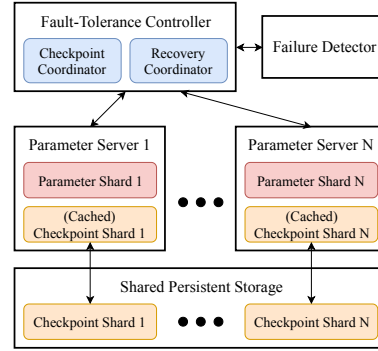 Fault-Tolerance Controller
Checkpoint
Coordinator
Recovery
Coordinator
Failure Detector
Parameter Server 1
Parameter Shard 1
(Cached)
Checkpoint Shard 1
Parameter Server N
Parameter Shard N
(Cached)
Checkpoint Shard N
Shared Persistent Storage
Checkpoint Shard 1
Checkpoint Shard N